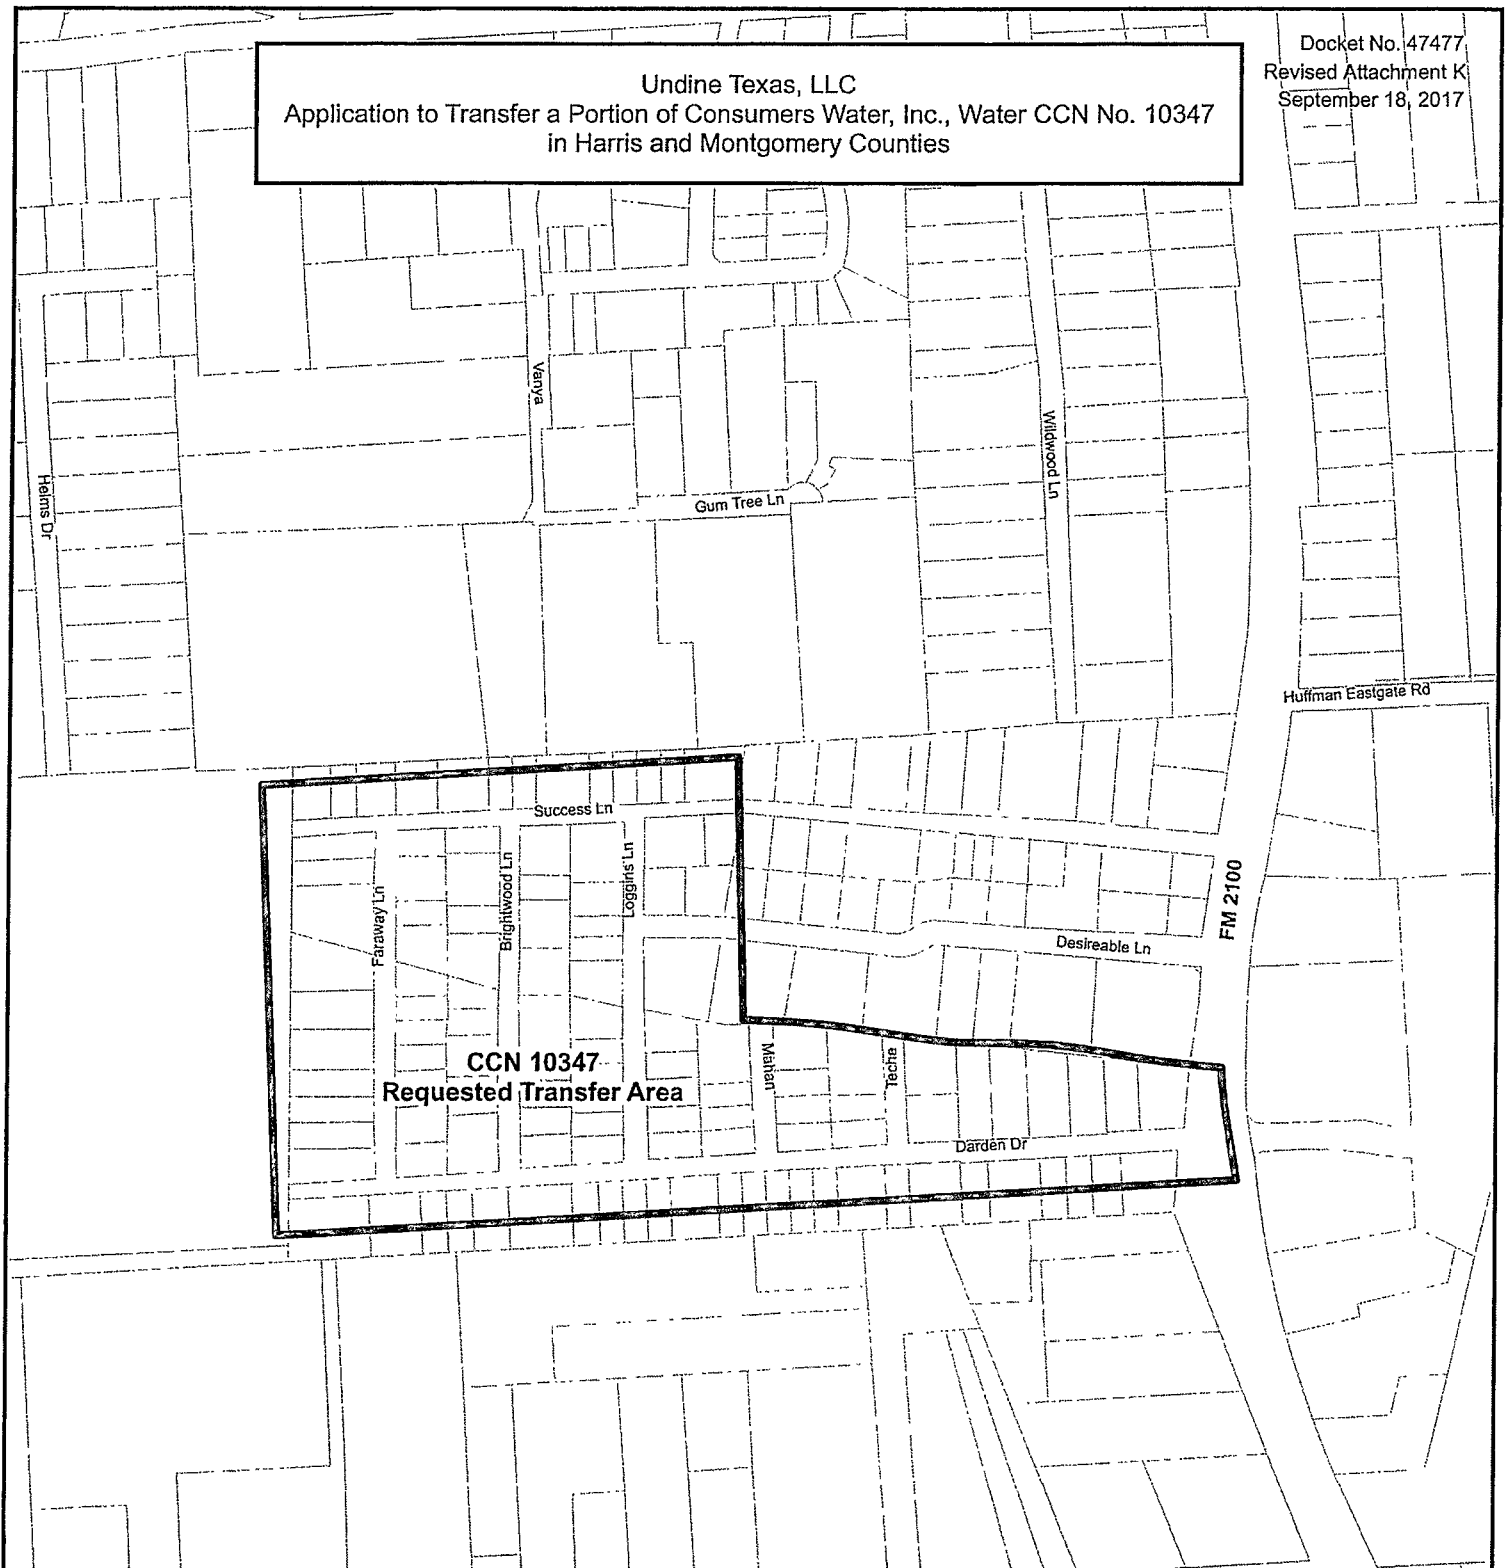 Docket No. 47477
Revised Attachment K
September 18, 2017
Undine Texas, LLC
Application to Transfer a Portion of Consumers Water, Inc., Water CCN No. 10347
in Harris and Montgomery Counties
Vanya
Wildwood Ln
Helms Dr
Gum Tree Ln
Huffman Eastgate Rd
Success Ln
Faraway Ln
Brightwood Ln
Loggins Ln
FM 2100
Desireable Ln
CCN 10347
Requested Transfer Area
Mahan
Teche
Darden Dr